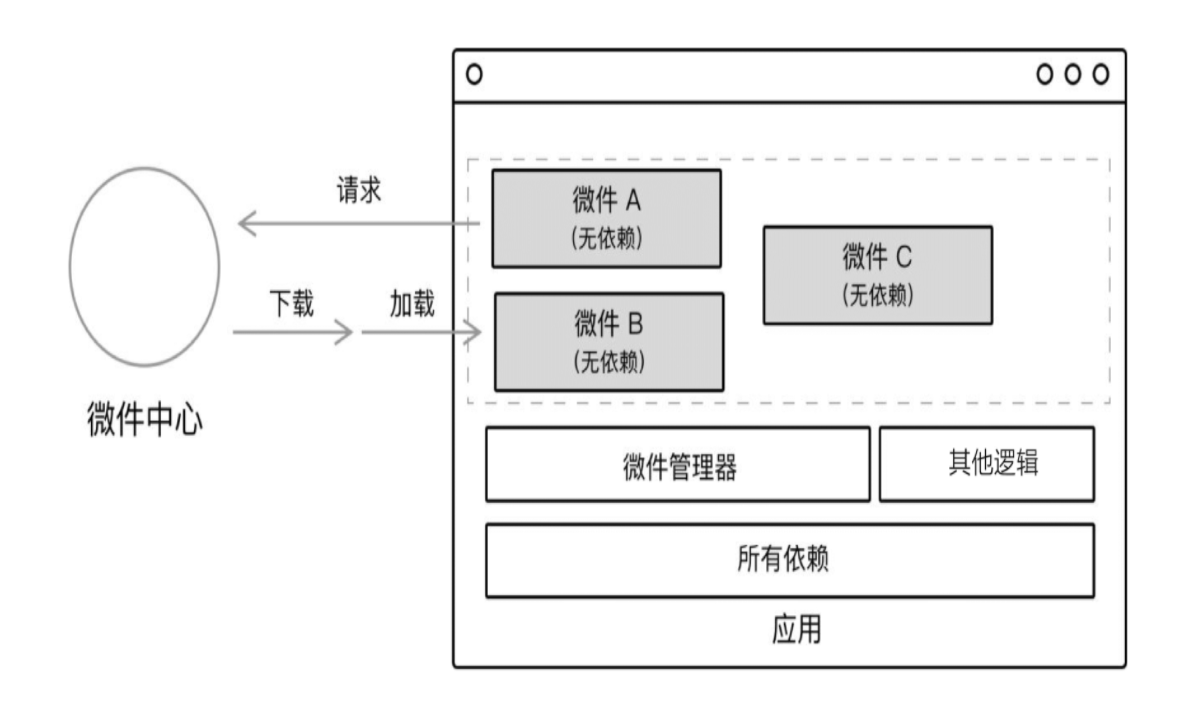 请求
下载
加载
微件中心
微件 A
(无依赖)
微件 B
(无依赖)
微件 C
(无依赖)
微件管理器
其他逻辑
所有依赖
应用